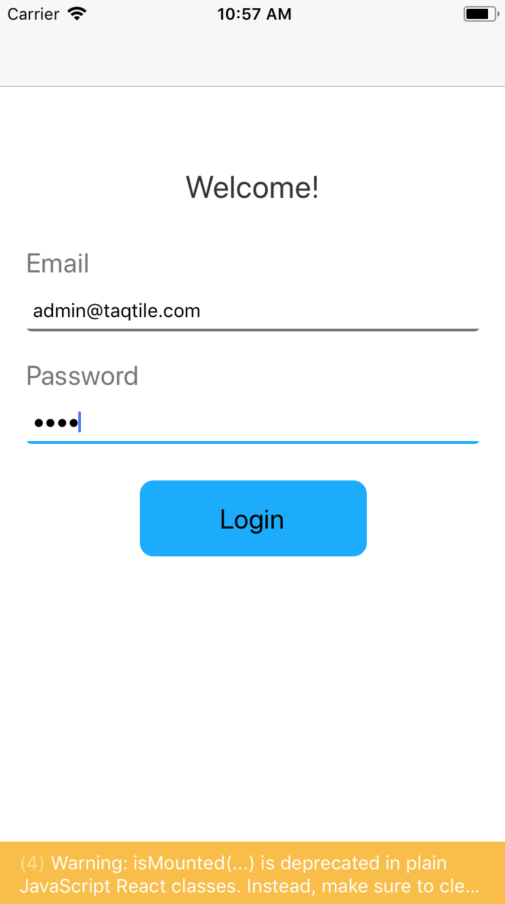 Carrier 10:57 AM
Welcome!
Email
admin@taqtile.com
Password
••••
Login
(4) Warning: isMounted(...) is deprecated in plain
JavaScript React classes. Instead, make sure to cle...